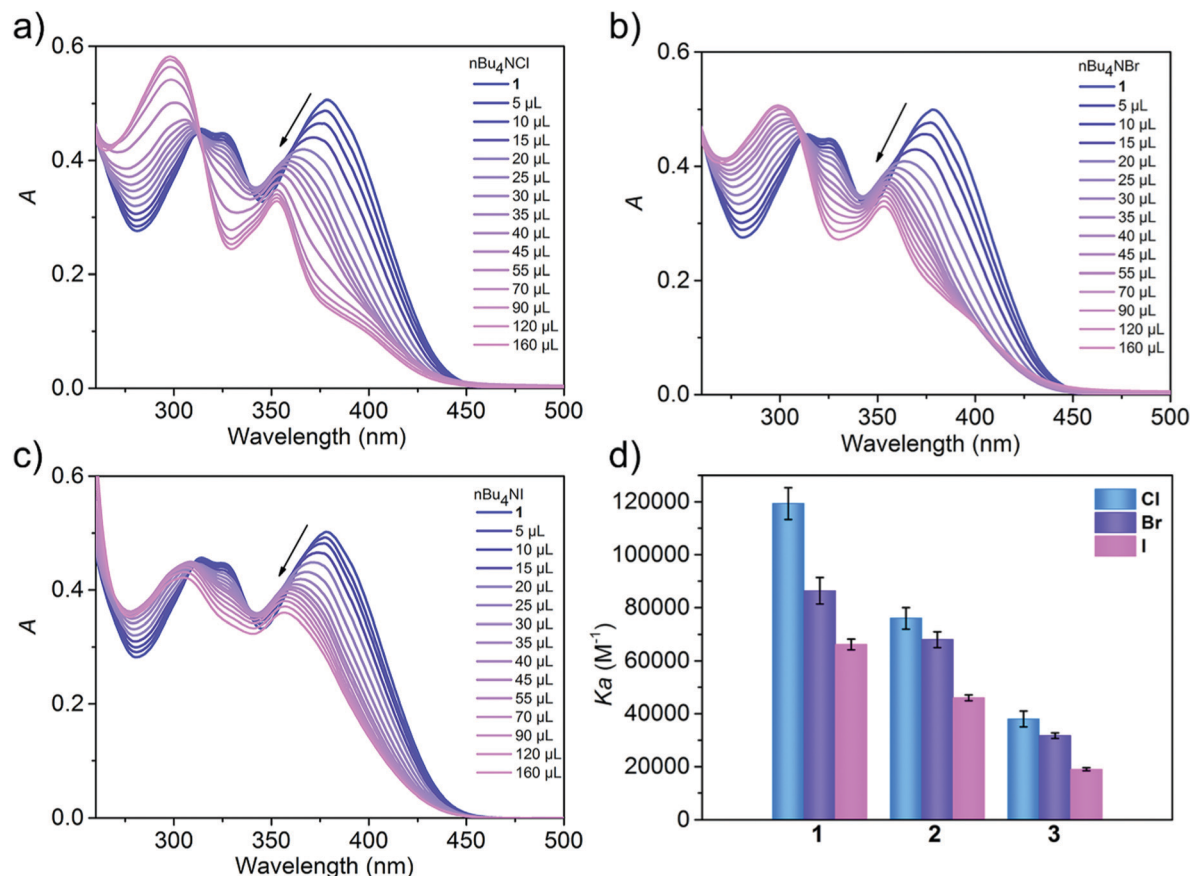 a)
0.6
0.4
0.2
0.0
A
300
350
400
450
500
Wavelength (nm)
nBu4NCl
1
5 µL
10 µL
15 µL
20 µL
25 µL
30 µL
35 µL
40 µL
45 µL
55 µL
70 µL
90 µL
120 µL
160 µL
b)
0.6
0.4
0.2
0.0
A
300
350
400
450
500
Wavelength (nm)
nBu4NBr
1
5 µL
10 µL
15 µL
20 µL
25 µL
30 µL
35 µL
40 µL
45 µL
55 µL
70 µL
90 µL
120 µL
160 µL
c)
0.6
0.4
0.2
0.0
A
300
350
400
450
500
Wavelength (nm)
nBu4NI
1
5 µL
10 µL
15 µL
20 µL
25 µL
30 µL
35 µL
40 µL
45 µL
55 µL
70 µL
90 µL
120 µL
160 µL
d)
120000
100000
80000
60000
40000
20000
0
Ka (M-1)
1
2
3
Cl
Br
I